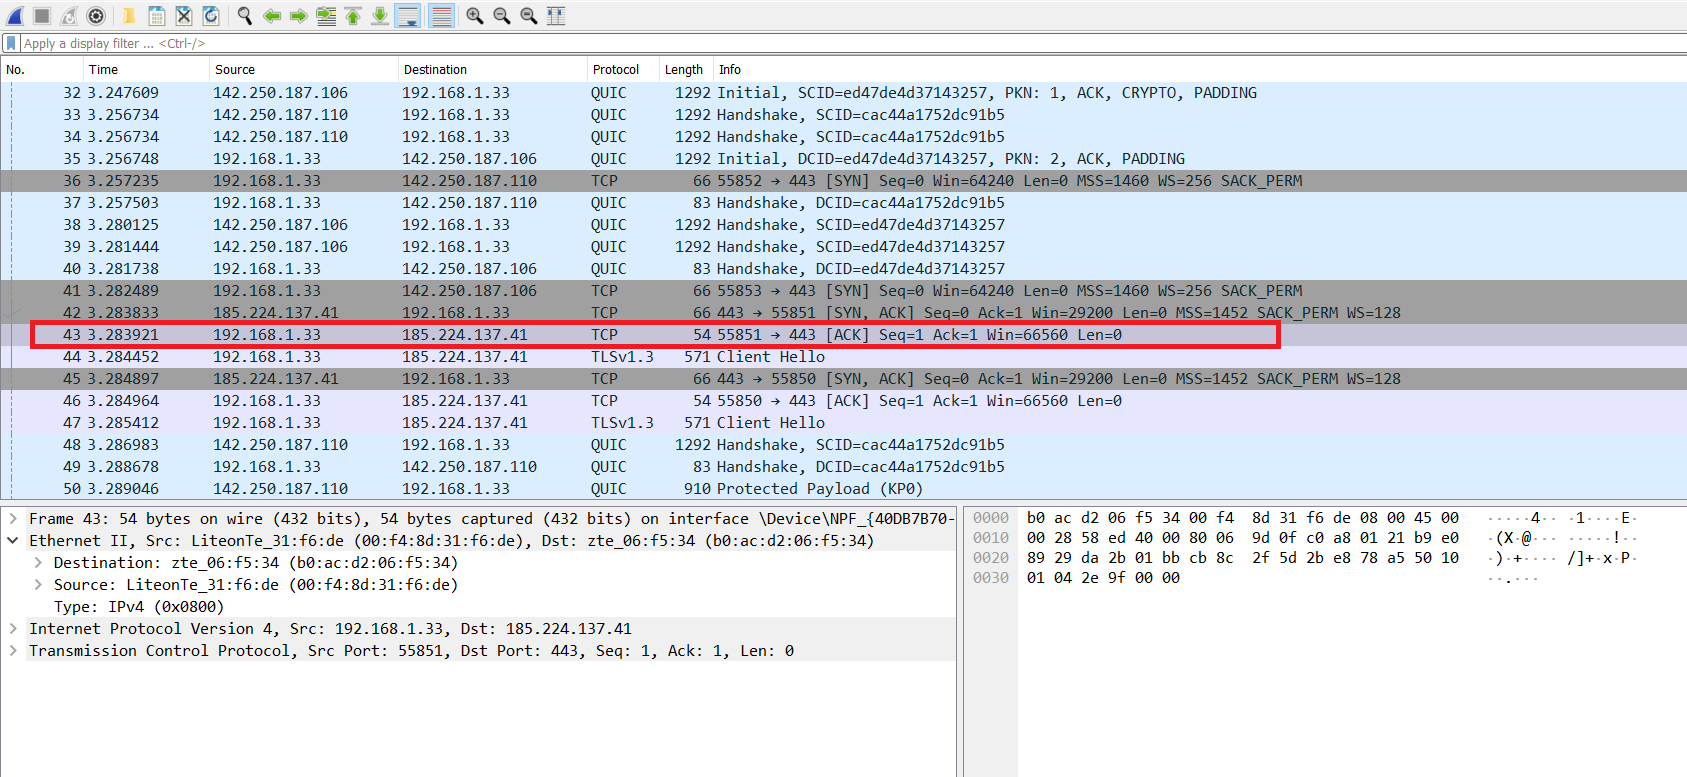 Apply a display filter ... <Ctrl-/>
No. Time Source Destination Protocol Length Info
32 3.247609 142.250.187.106 192.168.1.33 QUIC 1292 Initial, SCID=ed47de4d37143257, PKN: 1, ACK, CRYPTO, PADDING
33 3.256734 142.250.187.110 192.168.1.33 QUIC 1292 Handshake, SCID=cac44a1752dc91b5
34 3.256734 142.250.187.110 192.168.1.33 QUIC 1292 Handshake, SCID=cac44a1752dc91b5
35 3.256748 192.168.1.33 142.250.187.106 QUIC 1292 Initial, DCID=ed47de4d37143257, PKN: 2, ACK, PADDING
36 3.257235 192.168.1.33 142.250.187.110 TCP 66 55852 → 443 [SYN] Seq=0 Win=64240 Len=0 MSS=1460 WS=256 SACK_PERM
37 3.257503 192.168.1.33 142.250.187.110 QUIC 83 Handshake, DCID=cac44a1752dc91b5
38 3.280125 142.250.187.106 192.168.1.33 QUIC 1292 Handshake, SCID=ed47de4d37143257
39 3.281444 142.250.187.106 192.168.1.33 QUIC 1292 Handshake, SCID=ed47de4d37143257
40 3.281738 192.168.1.33 142.250.187.106 QUIC 83 Handshake, DCID=ed47de4d37143257
41 3.282489 192.168.1.33 142.250.187.106 TCP 66 55853 → 443 [SYN] Seq=0 Win=64240 Len=0 MSS=1460 WS=256 SACK_PERM
42 3.283833 185.224.137.41 192.168.1.33 TCP 66 443 → 55851 [SYN, ACK] Seq=0 Ack=1 Win=29200 Len=0 MSS=1452 SACK_PERM WS=128
43 3.283921 192.168.1.33 185.224.137.41 TCP 54 55851 → 443 [ACK] Seq=1 Ack=1 Win=66560 Len=0
44 3.284452 192.168.1.33 185.224.137.41 TLSv1.3 571 Client Hello
45 3.284897 185.224.137.41 192.168.1.33 TCP 66 443 → 55850 [SYN, ACK] Seq=0 Ack=1 Win=29200 Len=0 MSS=1452 SACK_PERM WS=128
46 3.284964 192.168.1.33 185.224.137.41 TCP 54 55850 → 443 [ACK] Seq=1 Ack=1 Win=66560 Len=0
47 3.285412 192.168.1.33 185.224.137.41 TLSv1.3 571 Client Hello
48 3.286983 142.250.187.110 192.168.1.33 QUIC 1292 Handshake, SCID=cac44a1752dc91b5
49 3.288678 192.168.1.33 142.250.187.110 QUIC 83 Handshake, DCID=cac44a1752dc91b5
50 3.289046 142.250.187.110 192.168.1.33 QUIC 910 Protected Payload (KP0)
Frame 43: 54 bytes on wire (432 bits), 54 bytes captured (432 bits) on interface \Device\NPF_{40DB7B70-
Ethernet II, Src: LiteonTe_31:f6:de (00:f4:8d:31:f6:de), Dst: zte_06:f5:34 (b0:ac:d2:06:f5:34)
Destination: zte_06:f5:34 (b0:ac:d2:06:f5:34)
Source: LiteonTe_31:f6:de (00:f4:8d:31:f6:de)
Type: IPv4 (0x0800)
Internet Protocol Version 4, Src: 192.168.1.33, Dst: 185.224.137.41
Transmission Control Protocol, Src Port: 55851, Dst Port: 443, Seq: 1, Ack: 1, Len: 0
0000 b0 ac d2 06 f5 34 00 f4 8d 31 f6 de 08 00 45 00 ·····4·· ·1····E·
0010 00 28 58 ed 40 00 80 06 9d 0f c0 a8 01 21 b9 e0 ·(X·@··· ·····!··
0020 89 29 da 2b 01 bb cb 8c 2f 5d 2b e8 78 a5 50 10 ·)·+···· /]+·x·P·
0030 01 04 2e 9f 00 00 ··.···